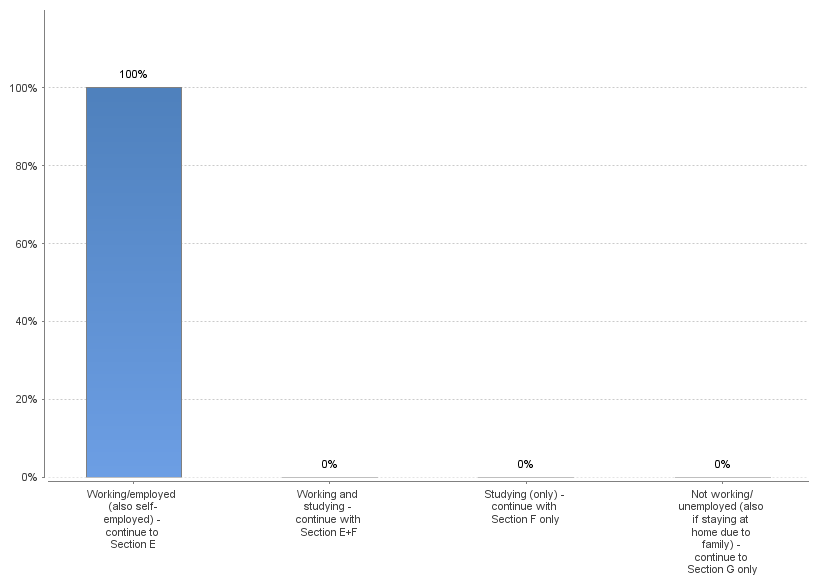 100%
100%
80%
60%
40%
20%
0%
0%
0%
0%
Working/employed
(also self-
employed) -
continue to
Section E
Working and
studying -
continue with
Section E+F
Studying (only) -
continue with
Section F only
Not working/
unemployed (also
if staying at
home due to
family) -
continue to
Section G only